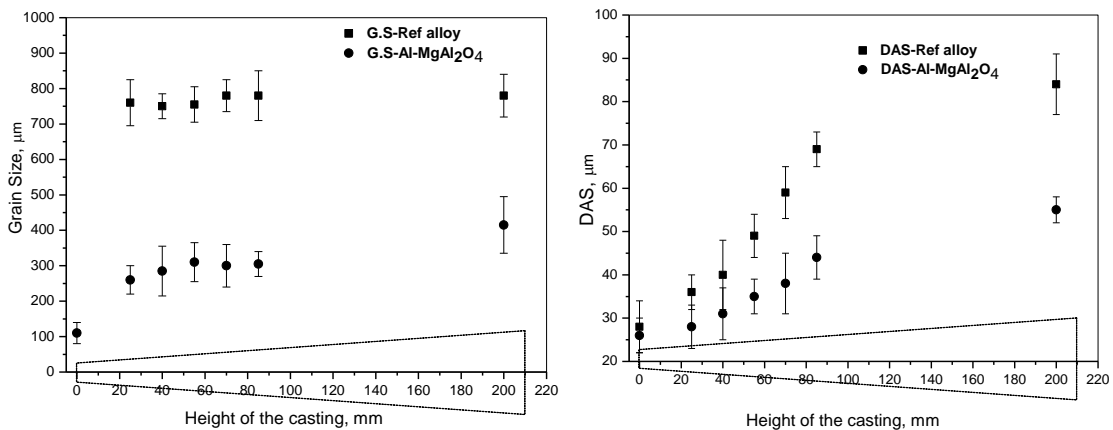 1000
900
800
700
600
500
400
300
200
100
0
Grain Size, μm
G.S-Ref alloy
G.S-Al-MgAl2O4
0 20 40 60 80 100 120 140 160 180 200 220
Height of the casting, mm
100
90
80
70
60
50
40
30
20
DAS, μm
DAS-Ref alloy
DAS-Al-MgAl2O4
0 20 40 60 80 100 120 140 160 180 200 220
Height of the casting, mm